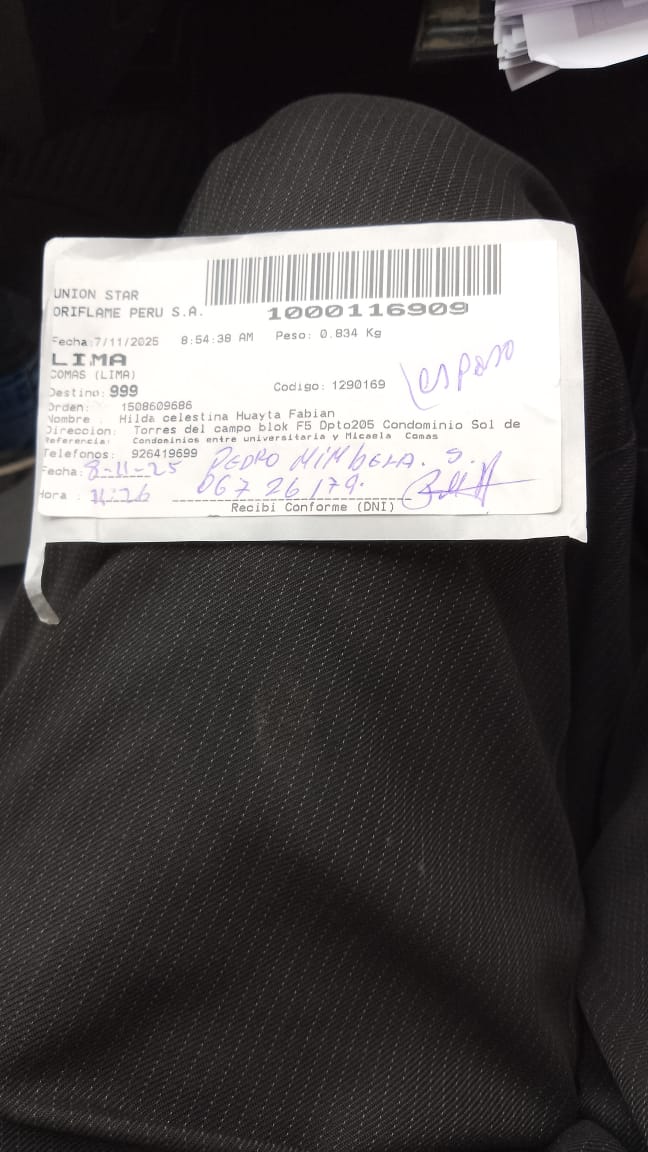 UNION STAR
ORIFLAME PERU S.A.
1000116909
Fecha:7/11/2025 8:54:38 AM Peso: 0.834 Kg
LIMA
COMAS (LIMA)
Destino: 999 Codigo: 1290169
(esposo
Orden: 1508609686
Nombre : Hilda celestina Huayta Fabian
Direccion: Torres del campo blok F5 Dpto205 Condominio Sol de
Referencia: Condominios entre universitaria y Micaela Comas
Telefonos: 926419699
Fecha: 8-11-25 PEDRO MIMBELA. S.
Hora : 11:26 06726179.
Recibi Conforme (DNI)